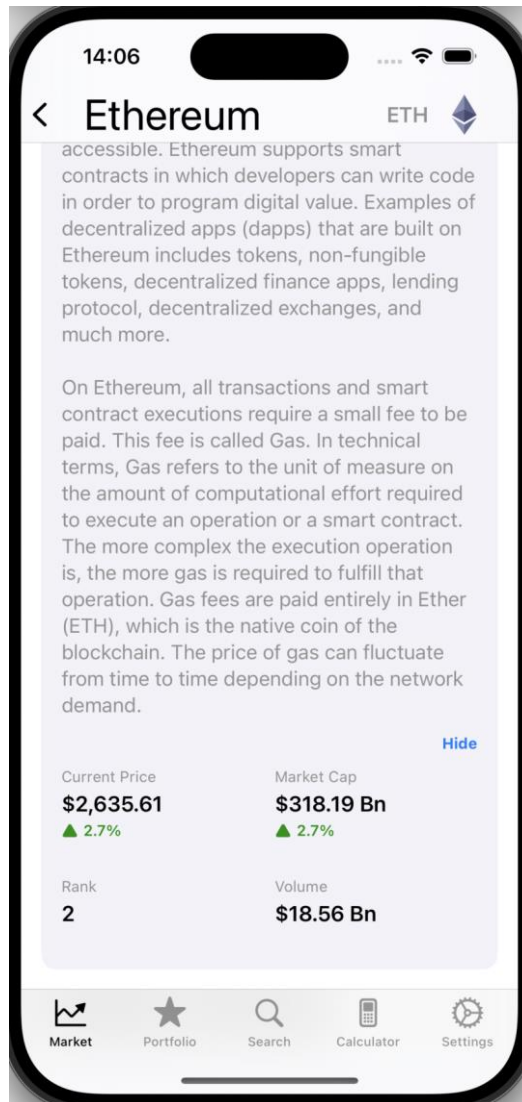 14:06
Ethereum
ETH
accessible. Ethereum supports smart
contracts in which developers can write code
in order to program digital value. Examples of
decentralized apps (dapps) that are built on
Ethereum includes tokens, non-fungible
tokens, decentralized finance apps, lending
protocol, decentralized exchanges, and
much more.
On Ethereum, all transactions and smart
contract executions require a small fee to be
paid. This fee is called Gas. In technical
terms, Gas refers to the unit of measure on
the amount of computational effort required
to execute an operation or a smart contract.
The more complex the execution operation
is, the more gas is required to fulfill that
operation. Gas fees are paid entirely in Ether
(ETH), which is the native coin of the
blockchain. The price of gas can fluctuate
from time to time depending on the network
demand.
Hide
Current Price Market Cap
$2,635.61 $318.19 Bn
2.7% 2.7%
Rank Volume
2 $18.56 Bn
Market Portfolio Search Calculator Settings